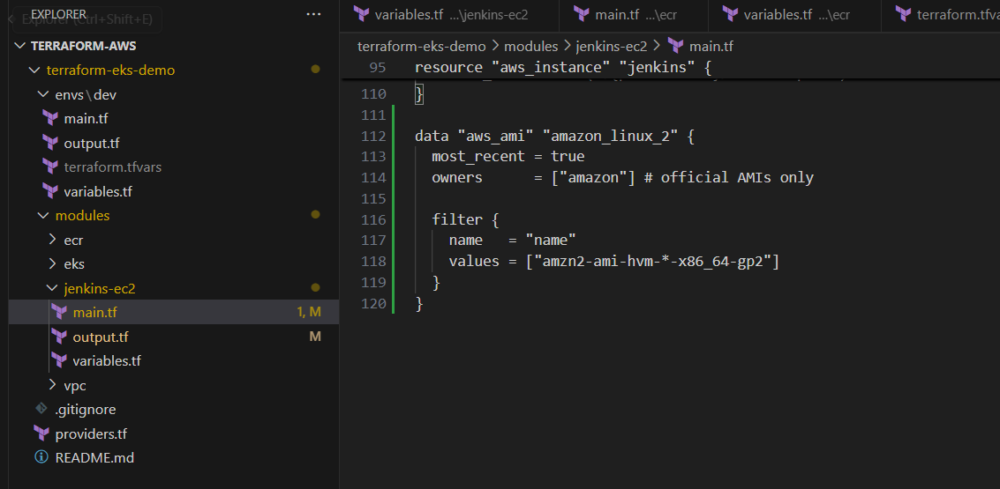 EXPLORER
Explorer (Ctrl+Shift+E)
...
TERRAFORM-AWS
terraform-eks-demo
envs\dev
main.tf
output.tf
terraform.tfvars
variables.tf
modules
ecr
eks
jenkins-ec2
main.tf 1, M
output.tf M
variables.tf
vpc
.gitignore
providers.tf
README.md
variables.tf ...\jenkins-ec2
main.tf ...\ecr
variables.tf ...\ecr
terraform.tfva
terraform-eks-demo > modules > jenkins-ec2 > main.tf
95 resource "aws_instance" "jenkins" {
110 }
111
112 data "aws_ami" "amazon_linux_2" {
113 most_recent = true
114 owners      = ["amazon"] # official AMIs only
115
116 filter {
117 name   = "name"
118 values = ["amzn2-ami-hvm-*-x86_64-gp2"]
119 }
120 }